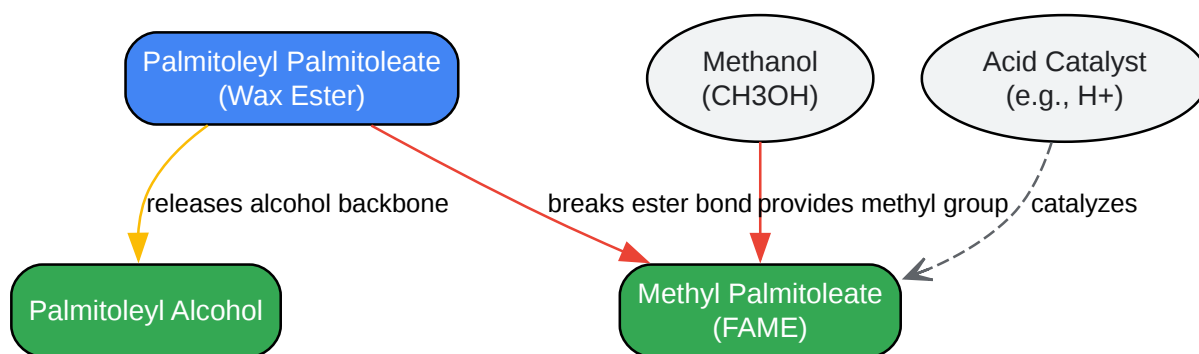 Palmitoleyl Palmitoleate
(Wax Ester)
Methanol
(CH3OH)
Acid Catalyst
(e.g., H+)
releases alcohol backbone
breaks ester bond
provides methyl group
catalyzes
Palmitoleyl Alcohol
Methyl Palmitoleate
(FAME)